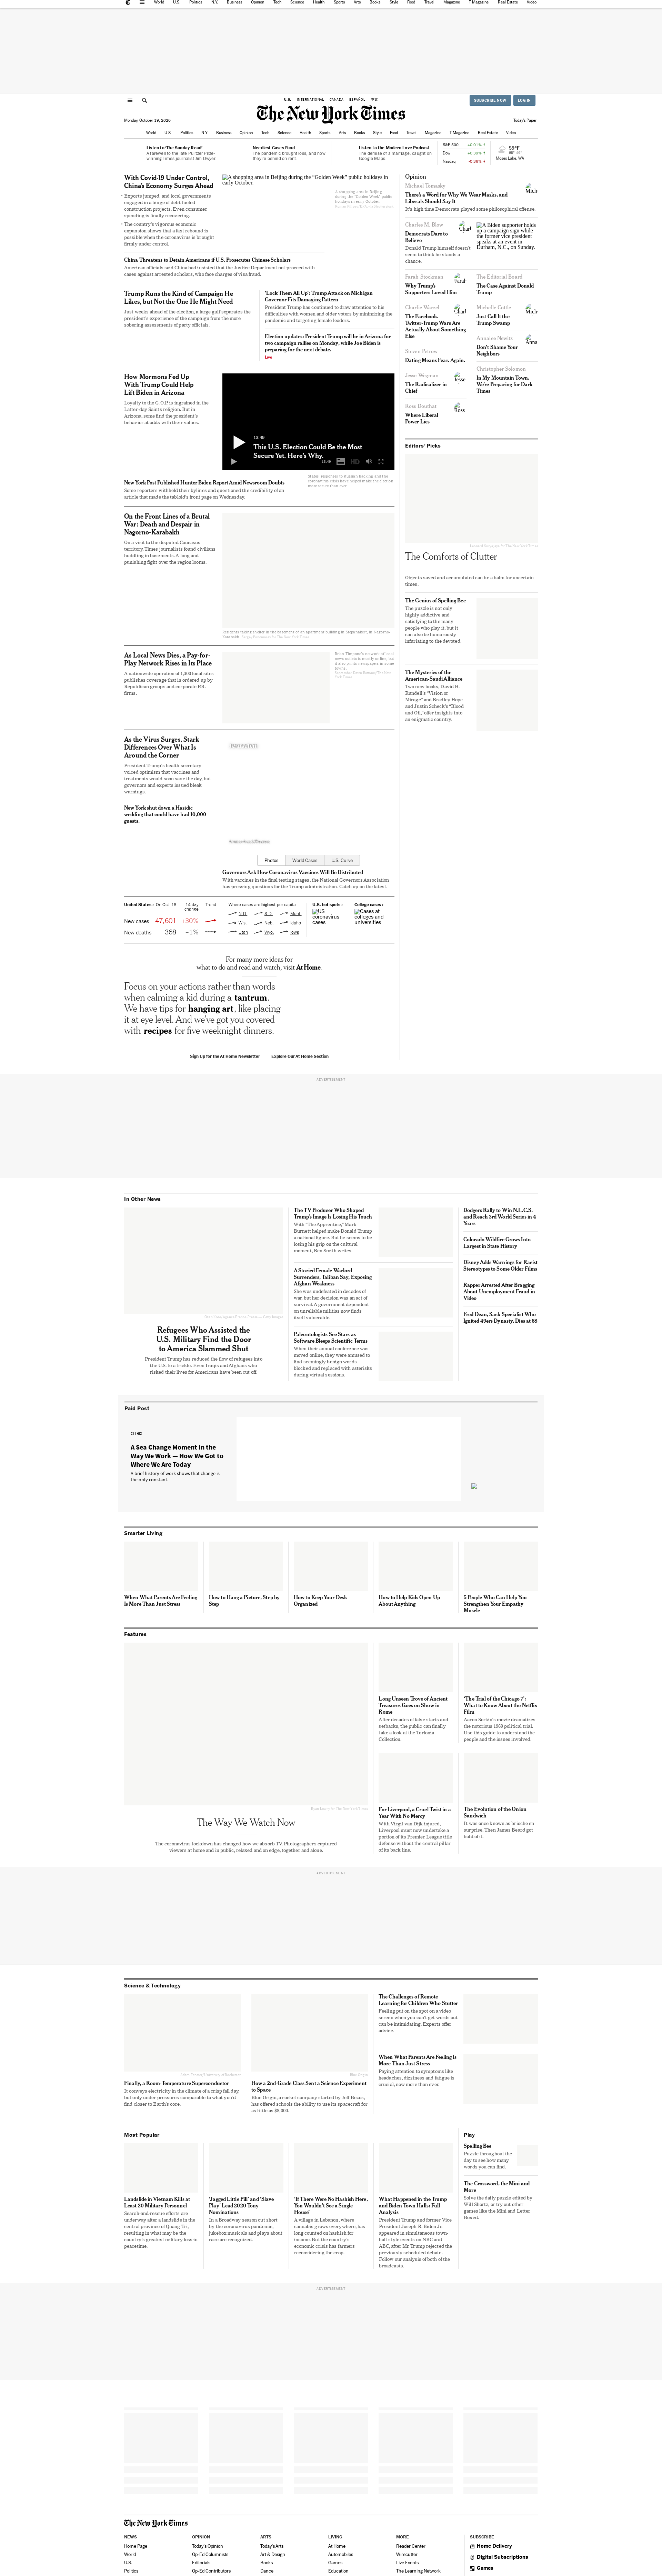 World U.S. Politics N.Y. Business Opinion Tech Science Health Sports Arts Books Style Food Travel Magazine T Magazine Real Estate Video
U.S. INTERNATIONAL CANADA ESPAÑOL 中文
SUBSCRIBE NOW LOG IN
The New York Times
Monday, October 19, 2020
Today's Paper
World U.S. Politics N.Y. Business Opinion Tech Science Health Sports Arts Books Style Food Travel Magazine T Magazine Real Estate Video
Listen to 'The Sunday Read'
A farewell to the late Pulitzer Prize-
winning Times journalist Jim Dwyer.
Nordics' Cases Flood
The pandemic brought lice, and now
they're behind on rent.
Listen to the Modern Love Podcast
The demise of a marriage, caught on
Google Maps.
S&P 500 +0.01% ↑
Dow +0.39% ↑
Nasdaq -0.36% ↓
59°F
Moses Lake, WA
With Covid-19 Under Control,
China's Economy Surges Ahead
Experts jumped, and local governments
engaged in a binge of debt-fueled
construction projects. Even consumer
spending is finally recovering.
The country's vigorous economic
expansion shows that a fast rebound is
possible when the coronavirus is brought
firmly under control.
A shopping area in Beijing during the "Golden Week" public holidays in
early October.
A shopping area in Beijing
during the "Golden Week" public
holidays in early October.
China Threatens to Detain Americans if U.S. Prosecutes Chinese Scholars
American officials said China had insisted that the Justice Department not proceed with
cases against arrested scholars, who face charges of visa fraud.
Trump Runs the Kind of Campaign He
Likes, but Not the One He Might Need
Just weeks ahead of the election, a large gulf separates the
president's experience of the campaign from the more
sobering assessments of party officials.
'Lock Them All Up': Trump Attack on Michigan
Governor Fits Damaging Pattern
President Trump has continued to draw attention to his
difficulties with women and older voters by minimizing the
pandemic and targeting female leaders.
Election updates: President Trump will be in Arizona for
two campaign rallies on Monday, while Joe Biden is
preparing for his next debate.
Live
How Mormons Fed Up
With Trump Could Help
Lift Biden in Arizona
Loyalty to the G.O.P. is ingrained in the
Latter-day Saint religion. But in
Arizona, some find the president's
behavior at odds with their values.
13:40
This U.S. Election Could Be the Most
Secure Yet. Here's Why.
13:40
HD
New York Post Published Hunter Biden Report Amid Newsroom Doubts
Some reporters withheld their bylines and questioned the credibility of an
article that made the tabloid's front page on Wednesday.
On the Front Lines of a Brutal
War: Death and Despair in
Nagorno-Karabakh
On a visit to the disputed Caucasus
territory, Times journalists found civilians
huddling in basements. A long and
punishing fight over the region looms.
Residents taking shelter in the basement of an apartment building in Stepanakert, in Nagorno-
Karabakh.
As Local News Dies, a Pay-for-
Play Network Rises in Its Place
A nationwide operation of 1,300 local sites
publishes coverage that is ordered up by
Republican groups and corporate P.R.
firms.
As the Virus Surges, Stark
Differences Over What Is
Around the Corner
President Trump's health secretary
voiced optimism that vaccines and
treatments would soon save the day, but
governors and experts issued bleak
warnings.
New York shut down a Hasidic
wedding that could have had 10,000
guests.
Jerusalem
Photos World Cases U.S. Curve
Governors Ask How Coronavirus Vaccines Will Be Distributed
With vaccines in the final testing stages, the National Governors Association
has prepared questions for the Trump administration. Catch up on the latest.
United States › On Oct. 18 14-day
change Trend
New cases 47,601 +30%
New deaths 368 –1%
Where cases are highest per capita
N.D. S.D. Mont.
Wis. Neb. Idaho
Utah Wyo. Iowa
U.S. hot spots ›
US
coronavirus
cases
College cases ›
Cases at
colleges and
universities
For many more ideas for
what to do and read and watch, visit At Home.
Focus on your actions rather than words
when calming a kid during a tantrum.
We have tips for hanging art, like placing
it at eye level. And we've got you covered
with recipes for five weeknight dinners.
Sign Up for the At Home Newsletter Explore Our At Home Section
Opinion
Michael Tomasky
There's a Word for Why We Wear Masks, and
Liberals Should Say It
It's high time Democrats played some philosophical offense.
Charles M. Blow
Democrats Dare to
Believe
Donald Trump himself doesn't
seem to think he stands a
chance.
A Biden supporter holds
up a campaign sign while
the former vice president
speaks at an event in
Durham, N.C., on Sunday.
Farah Stockman
Why Trump's
Supporters Loved Him
Charlie Warzel
The Facebook-
Twitter-Trump Wars Are
Actually About Something
Else
Steven Petrow
Dating Means Fear. Again.
Jesse Wegman
The Radicalizer in
Chief
Ross Douthat
Where Liberal
Power Lies
The Editorial Board
The Case Against Donald
Trump
Michelle Cottle
Just Call It the
Trump Swamp
Annalee Newitz
Don't Shame Your
Neighbors
Christopher Solomon
In My Mountain Town,
We're Preparing for Dark
Times
Editors' Picks
The Comforts of Clutter
Objects saved and accumulated can be a balm for uncertain
times.
The Genius of Spelling Bee
The puzzle is not only
highly addictive and
satisfying to the many
people who play it, but it
can also be humorously
infuriating to the devoted.
The Mysteries of the
American-Saudi Alliance
Two new books, David H.
Rundell's "Vision or
Mirage" and Bradley Hope
and Justin Scheck's "Blood
and Oil," offer insights into
an enigmatic country.
ADVERTISEMENT
In Other News
Refugees Who Assisted the
U.S. Military Find the Door
to America Slammed Shut
President Trump has reduced the flow of refugees into
the U.S. to a trickle. Even Iraqis and Afghans who
risked their lives for Americans have been cut off.
The TV Producer Who Shaped
Trump's Image Is Losing His Touch
With "The Apprentice," Mark
Burnett helped make Donald Trump
a national figure. But he seems to be
losing his grip on the cultural
moment, Ben Smith writes.
A Storied Female Warlord
Surrenders, Taliban Say, Exposing
Afghan Weakness
She was undefeated in decades of
war, but her decision was an act of
survival. A government dependent
on unreliable militias now finds
itself vulnerable.
Paleontologists See Stars as
Software Bleeps Scientific Terms
When their annual conference was
moved online, they were amused to
find seemingly benign words
blocked and replaced with asterisks
during virtual sessions.
Dodgers Rally to Win N.L.C.S.
and Reach 3rd World Series in 4
Years
Colorado Wildfire Grows Into
Largest in State History
Disney Adds Warnings for Racist
Stereotypes to Some Older Films
Rapper Arrested After Bragging
About Unemployment Fraud in
Video
Fred Dean, Sack Specialist Who
Ignited 49ers Dynasty, Dies at 68
Paid Post
CITRIX
A Sea Change Moment in the
Way We Work — How We Got to
Where We Are Today
A brief history of work shows that change is
the only constant.
Smarter Living
When What Parents Are Feeling
Is More Than Just Stress
How to Hang a Picture, Step by
Step
How to Keep Your Desk
Organized
How to Help Kids Open Up
About Anything
5 People Who Can Help You
Strengthen Your Empathy
Muscle
Features
The Way We Watch Now
The coronavirus lockdown has changed how we absorb TV. Photographers captured
viewers at home and in public, relaxed and on edge, together and alone.
Long Unseen Trove of Ancient
Treasures Goes on Show in
Rome
After decades of false starts and
setbacks, the public can finally
take a look at the Torlonia
Collection.
'The Trial of the Chicago 7':
What to Know About the Netflix
Film
Aaron Sorkin's movie dramatizes
the notorious 1969 political trial.
Use this guide to understand the
people and the issues involved.
For Liverpool, a Cruel Twist in a
Year With No Mercy
With Virgil van Dijk injured,
Liverpool must now undertake a
portion of its Premier League title
defense without the central pillar
of its back line.
The Evolution of the Onion
Sandwich
It was once known as brioche en
surprise. Then James Beard got
hold of it.
ADVERTISEMENT
Science & Technology
Finally, a Room-Temperature Superconductor
It conveys electricity in the climate of a crisp fall day,
but only under pressures comparable to what you'd
find closer to Earth's core.
How a 2nd-Grade Class Sent a Science Experiment
to Space
Blue Origin, a rocket company started by Jeff Bezos,
has offered schools the ability to use its spacecraft for
as little as $8,000.
The Challenges of Remote
Learning for Children Who Stutter
Feeling put on the spot on a video
screen when you can't get words out
can be intimidating. Experts offer
advice.
When What Parents Are Feeling Is
More Than Just Stress
Paying attention to symptoms like
headaches, dizziness and fatigue is
crucial, now more than ever.
Most Popular
Landslide in Vietnam Kills at
Least 20 Military Personnel
Search and rescue efforts are
underway after a landslide in the
central province of Quang Tri,
resulting in what may be the
country's greatest military loss in
peacetime.
'Jagged Little Pill' and 'Slave
Play' Lead 2020 Tony
Nominations
In a Broadway season cut short
by the coronavirus pandemic,
jukebox musicals and plays about
race are recognized.
'If There Were No Hashish Here,
You Wouldn't See a Single
House'
A village in Lebanon, where
cannabis grows everywhere, has
long counted on hashish for
income. But the country's
economic crisis has farmers
reconsidering the crop.
What Happened in the Trump
and Biden Town Halls: Full
Analysis
President Trump and former Vice
President Joseph R. Biden Jr.
appeared in simultaneous town-
hall-style events on NBC and
ABC, after Mr. Trump rejected the
previously scheduled debate.
Follow our analysis of both of the
broadcasts.
Play
Spelling Bee
Puzzle throughout the
day to see how many
words you can find.
The Crossword, the Mini and
More
Solve the daily puzzle edited by
Will Shortz, or try out other
games like the Mini and Letter
Boxed.
ADVERTISEMENT
The New York Times
NEWS
Home Page
World
U.S.
Politics
OPINION
Today's Opinion
Op-Ed Columnists
Editorials
Op-Ed Contributors
ARTS
Today's Arts
Art & Design
Books
Dance
LIVING
At Home
Automobiles
Games
Education
MORE
Reader Center
Wirecutter
Live Events
The Learning Network
SUBSCRIBE
Home Delivery
Digital Subscriptions
Games